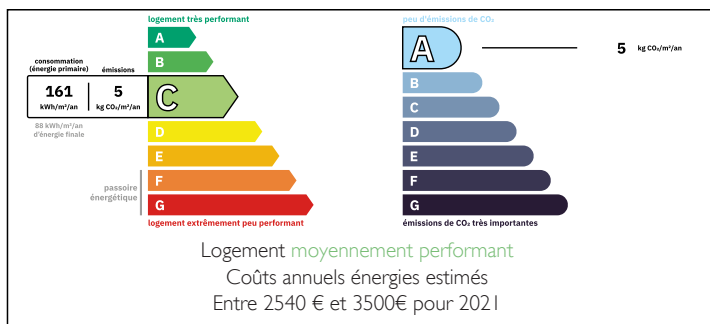 logement très performant
A
B
consommation
(énergie primaire)
émissions
161
kWh/m²/an
5
kg CO₂/m²/an
C
88 kWh/m²/an
d'énergie finale
D
E
F
G
passoire
énergétique
logement extrêmement peu performant
peu d'émissions de CO₂
A
5 kg CO₂/m²/an
B
C
D
E
F
G
émissions de CO₂ très importantes
Logement moyennement performant
Coûts annuels énergies estimés
Entre 2540 € et 3500€ pour 2021